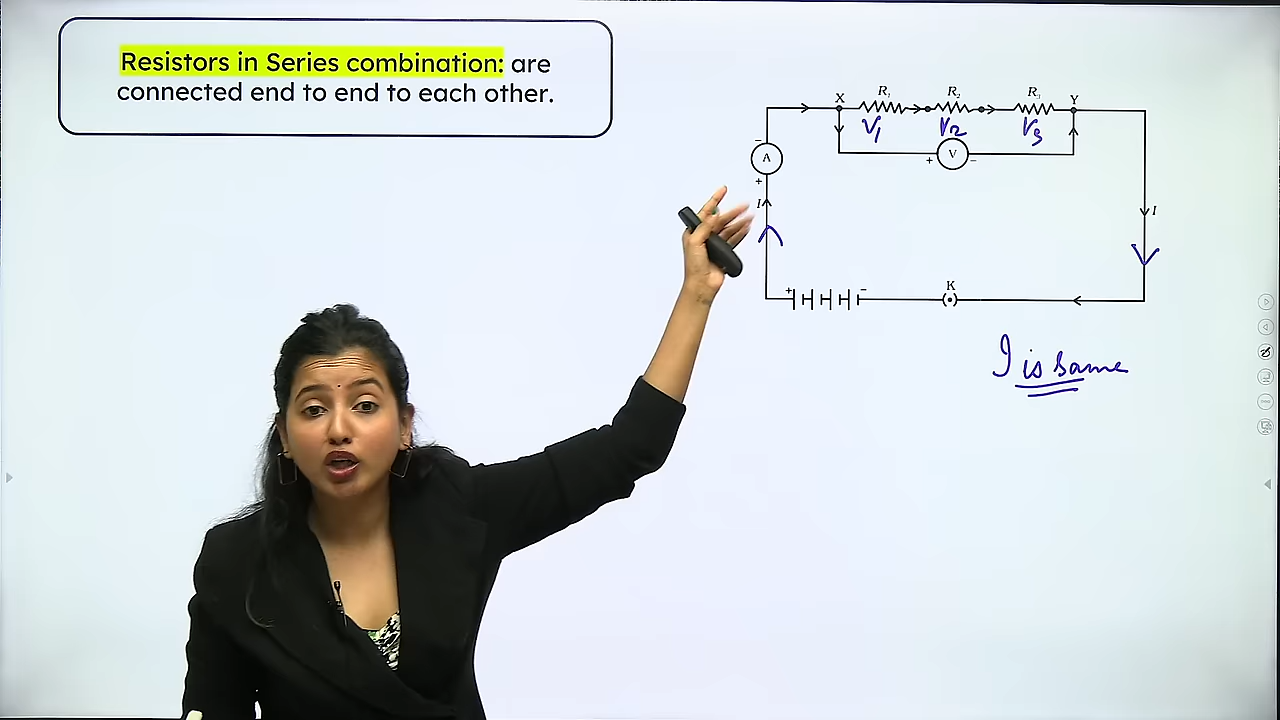 Resistors in Series combination: are
connected end to end to each other.
X R₁ R₂ R₃ Y
V₁ V₂ V₃
A
+ V −
−
+
I
I
K
+ −
I is same